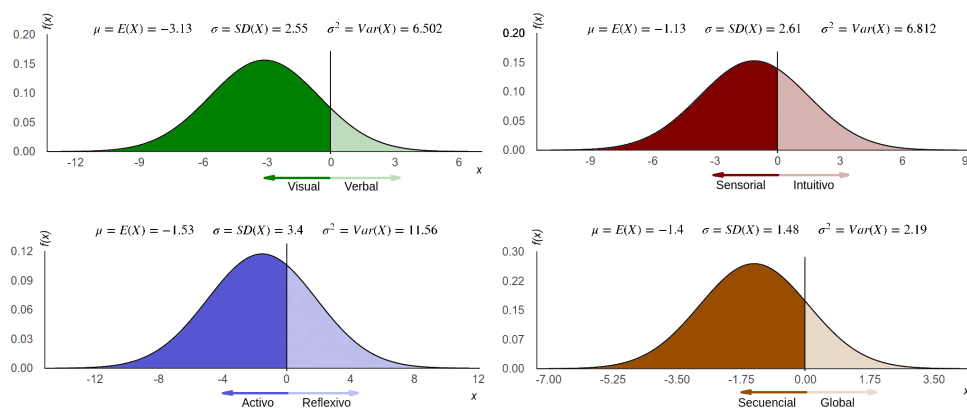 f(x)
μ = E(X) = −3.13 σ = SD(X) = 2.55 σ² = Var(X) = 6.502
0.20
0.15
0.10
0.05
0.00
-12 -9 -6 -3 0 3 6
x
Visual Verbal
f(x)
μ = E(X) = −1.13 σ = SD(X) = 2.61 σ² = Var(X) = 6.812
0.20
0.15
0.10
0.05
0.00
-9 -6 -3 0 3 6 9
x
Sensorial Intuitivo
f(x)
μ = E(X) = −1.53 σ = SD(X) = 3.4 σ² = Var(X) = 11.56
0.12
0.09
0.06
0.03
0.00
-12 -8 -4 0 4 8 12
x
Activo Reflexivo
f(x)
μ = E(X) = −1.4 σ = SD(X) = 1.48 σ² = Var(X) = 2.19
0.30
0.22
0.15
0.07
0.00
-7.00 -5.25 -3.50 -1.75 0.00 1.75 3.50
x
Secuencial Global